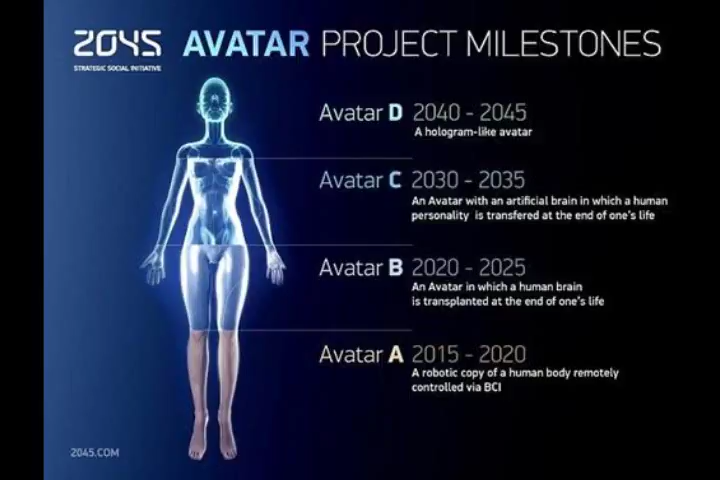 2045 AVATAR PROJECT MILESTONES
STRATEGIC SOCIAL INITIATIVE
Avatar D 2040 - 2045
A hologram-like avatar
Avatar C 2030 - 2035
An Avatar with an artificial brain in which a human
personality is transfered at the end of one's life
Avatar B 2020 - 2025
An Avatar in which a human brain
is transplanted at the end of one's life
Avatar A 2015 - 2020
A robotic copy of a human body remotely
controlled via BCI
2045.COM